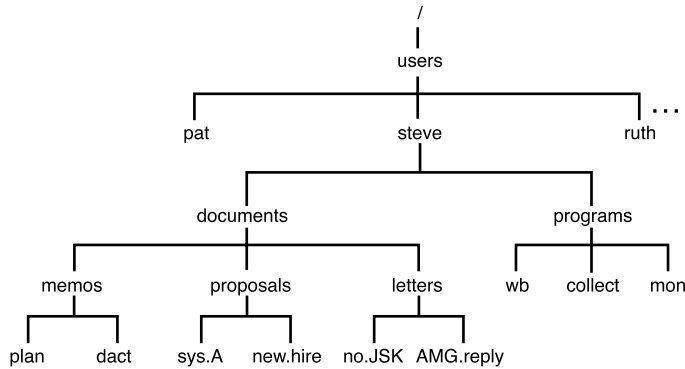 /
users
pat steve ruth ...
documents programs
memos proposals letters wb collect mon
plan dact sys.A new.hire no.JSK AMG.reply